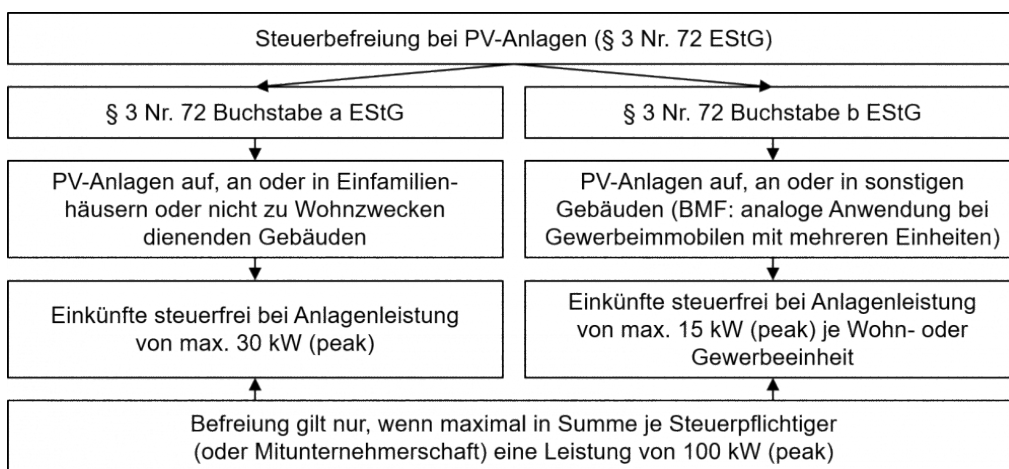 Steuerbefreiung bei PV-Anlagen (§ 3 Nr. 72 EStG)
§ 3 Nr. 72 Buchstabe a EStG
PV-Anlagen auf, an oder in Einfamilien-
häusern oder nicht zu Wohnzwecken
dienenden Gebäuden
Einkünfte steuerfrei bei Anlagenleistung
von max. 30 kW (peak)
§ 3 Nr. 72 Buchstabe b EStG
PV-Anlagen auf, an oder in sonstigen
Gebäuden (BMF: analoge Anwendung bei
Gewerbeimmobilen mit mehreren Einheiten)
Einkünfte steuerfrei bei Anlagenleistung
von max. 15 kW (peak) je Wohn- oder
Gewerbeeinheit
Befreiung gilt nur, wenn maximal in Summe je Steuerpflichtiger
(oder Mitunternehmerschaft) eine Leistung von 100 kW (peak)